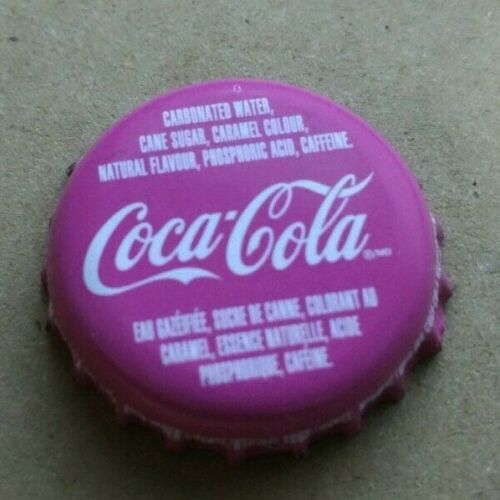 CARBONATED WATER,
CANE SUGAR, CARAMEL COLOUR,
NATURAL FLAVOUR, PHOSPHORIC ACID, CAFFEINE.
Coca-Cola ®/MD
EAU GAZÉIFIÉE, SUCRE DE CANNE, COLORANT AU
CARAMEL, ESSENCE NATURELLE, ACIDE
PHOSPHORIQUE, CAFÉINE.